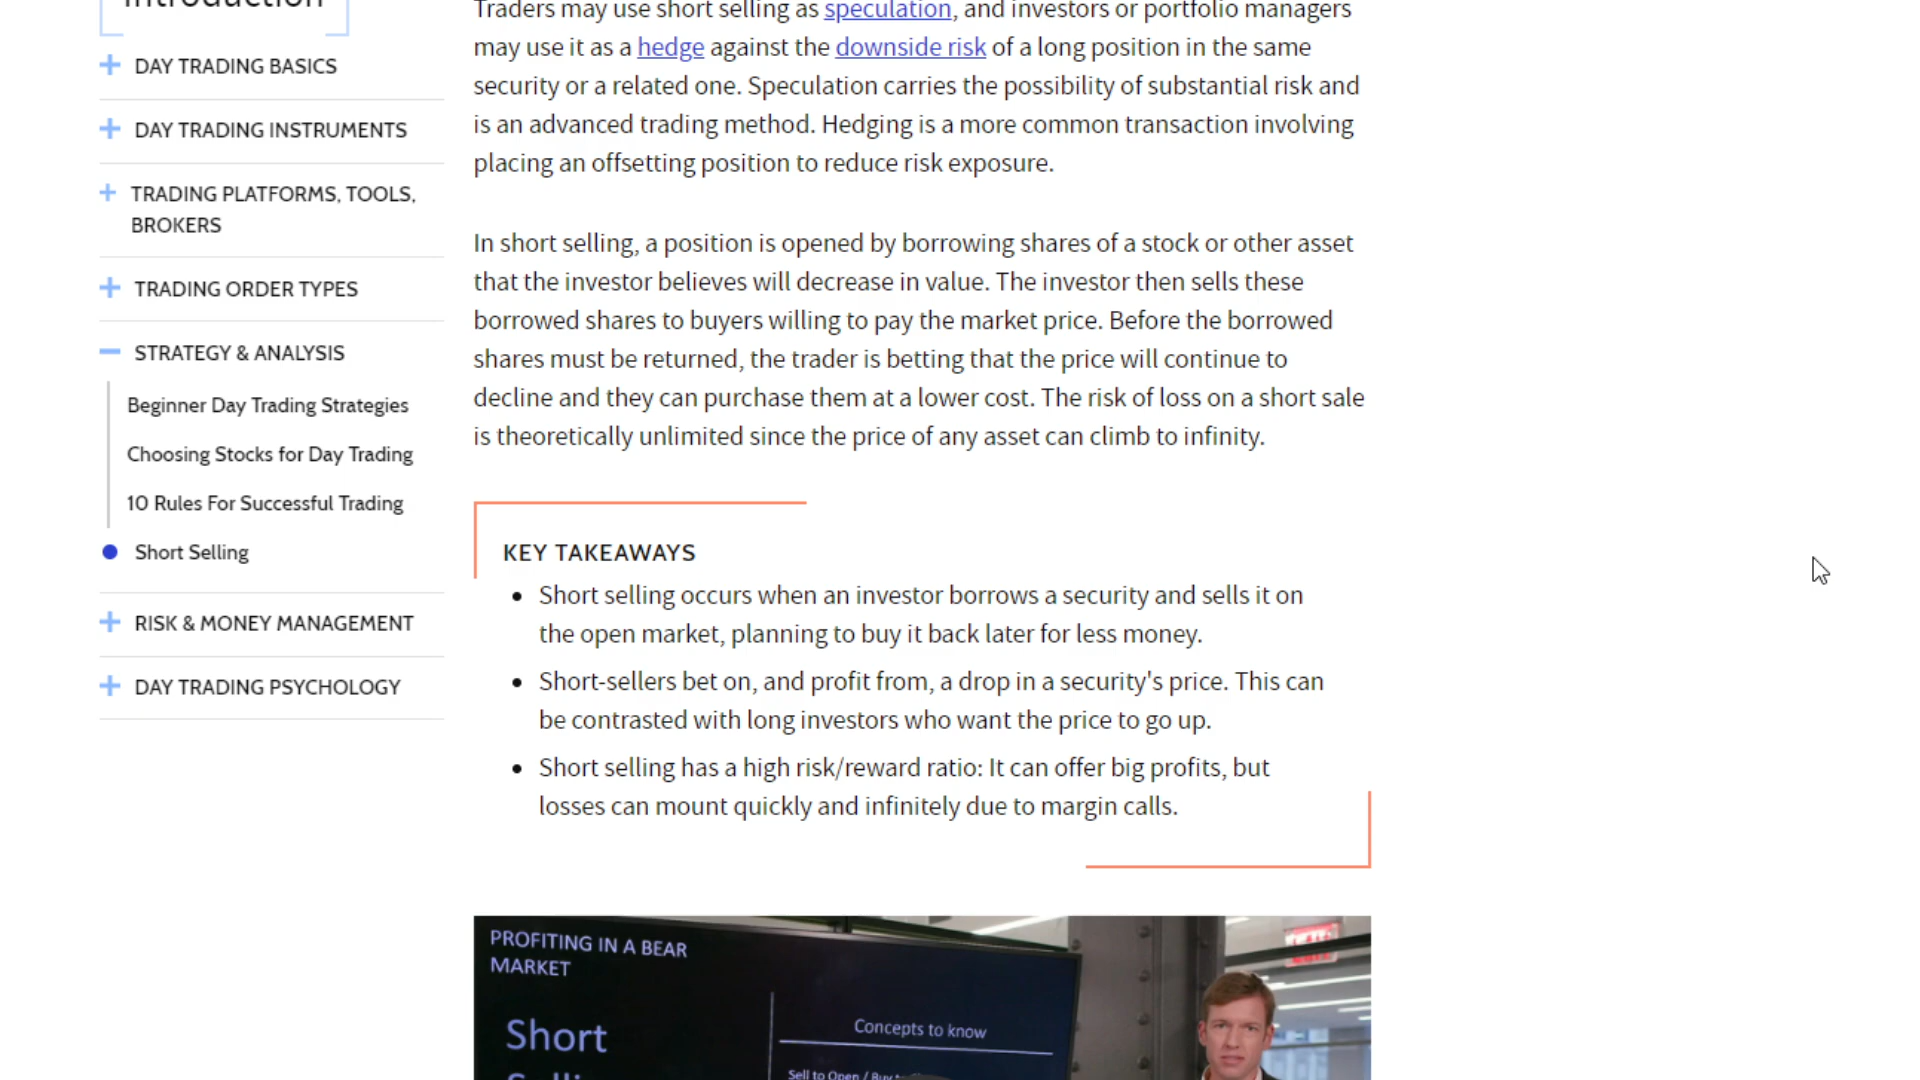 Introduction
DAY TRADING BASICS
DAY TRADING INSTRUMENTS
TRADING PLATFORMS, TOOLS,
BROKERS
TRADING ORDER TYPES
STRATEGY & ANALYSIS
Beginner Day Trading Strategies
Choosing Stocks for Day Trading
10 Rules For Successful Trading
Short Selling
RISK & MONEY MANAGEMENT
DAY TRADING PSYCHOLOGY
Traders may use short selling as speculation, and investors or portfolio managers
may use it as a hedge against the downside risk of a long position in the same
security or a related one. Speculation carries the possibility of substantial risk and
is an advanced trading method. Hedging is a more common transaction involving
placing an offsetting position to reduce risk exposure.
In short selling, a position is opened by borrowing shares of a stock or other asset
that the investor believes will decrease in value. The investor then sells these
borrowed shares to buyers willing to pay the market price. Before the borrowed
shares must be returned, the trader is betting that the price will continue to
decline and they can purchase them at a lower cost. The risk of loss on a short sale
is theoretically unlimited since the price of any asset can climb to infinity.
KEY TAKEAWAYS
Short selling occurs when an investor borrows a security and sells it on
the open market, planning to buy it back later for less money.
Short-sellers bet on, and profit from, a drop in a security's price. This can
be contrasted with long investors who want the price to go up.
Short selling has a high risk/reward ratio: It can offer big profits, but
losses can mount quickly and infinitely due to margin calls.
PROFITING IN A BEAR
MARKET
Short
Concepts to know
Sell to Open / Buy